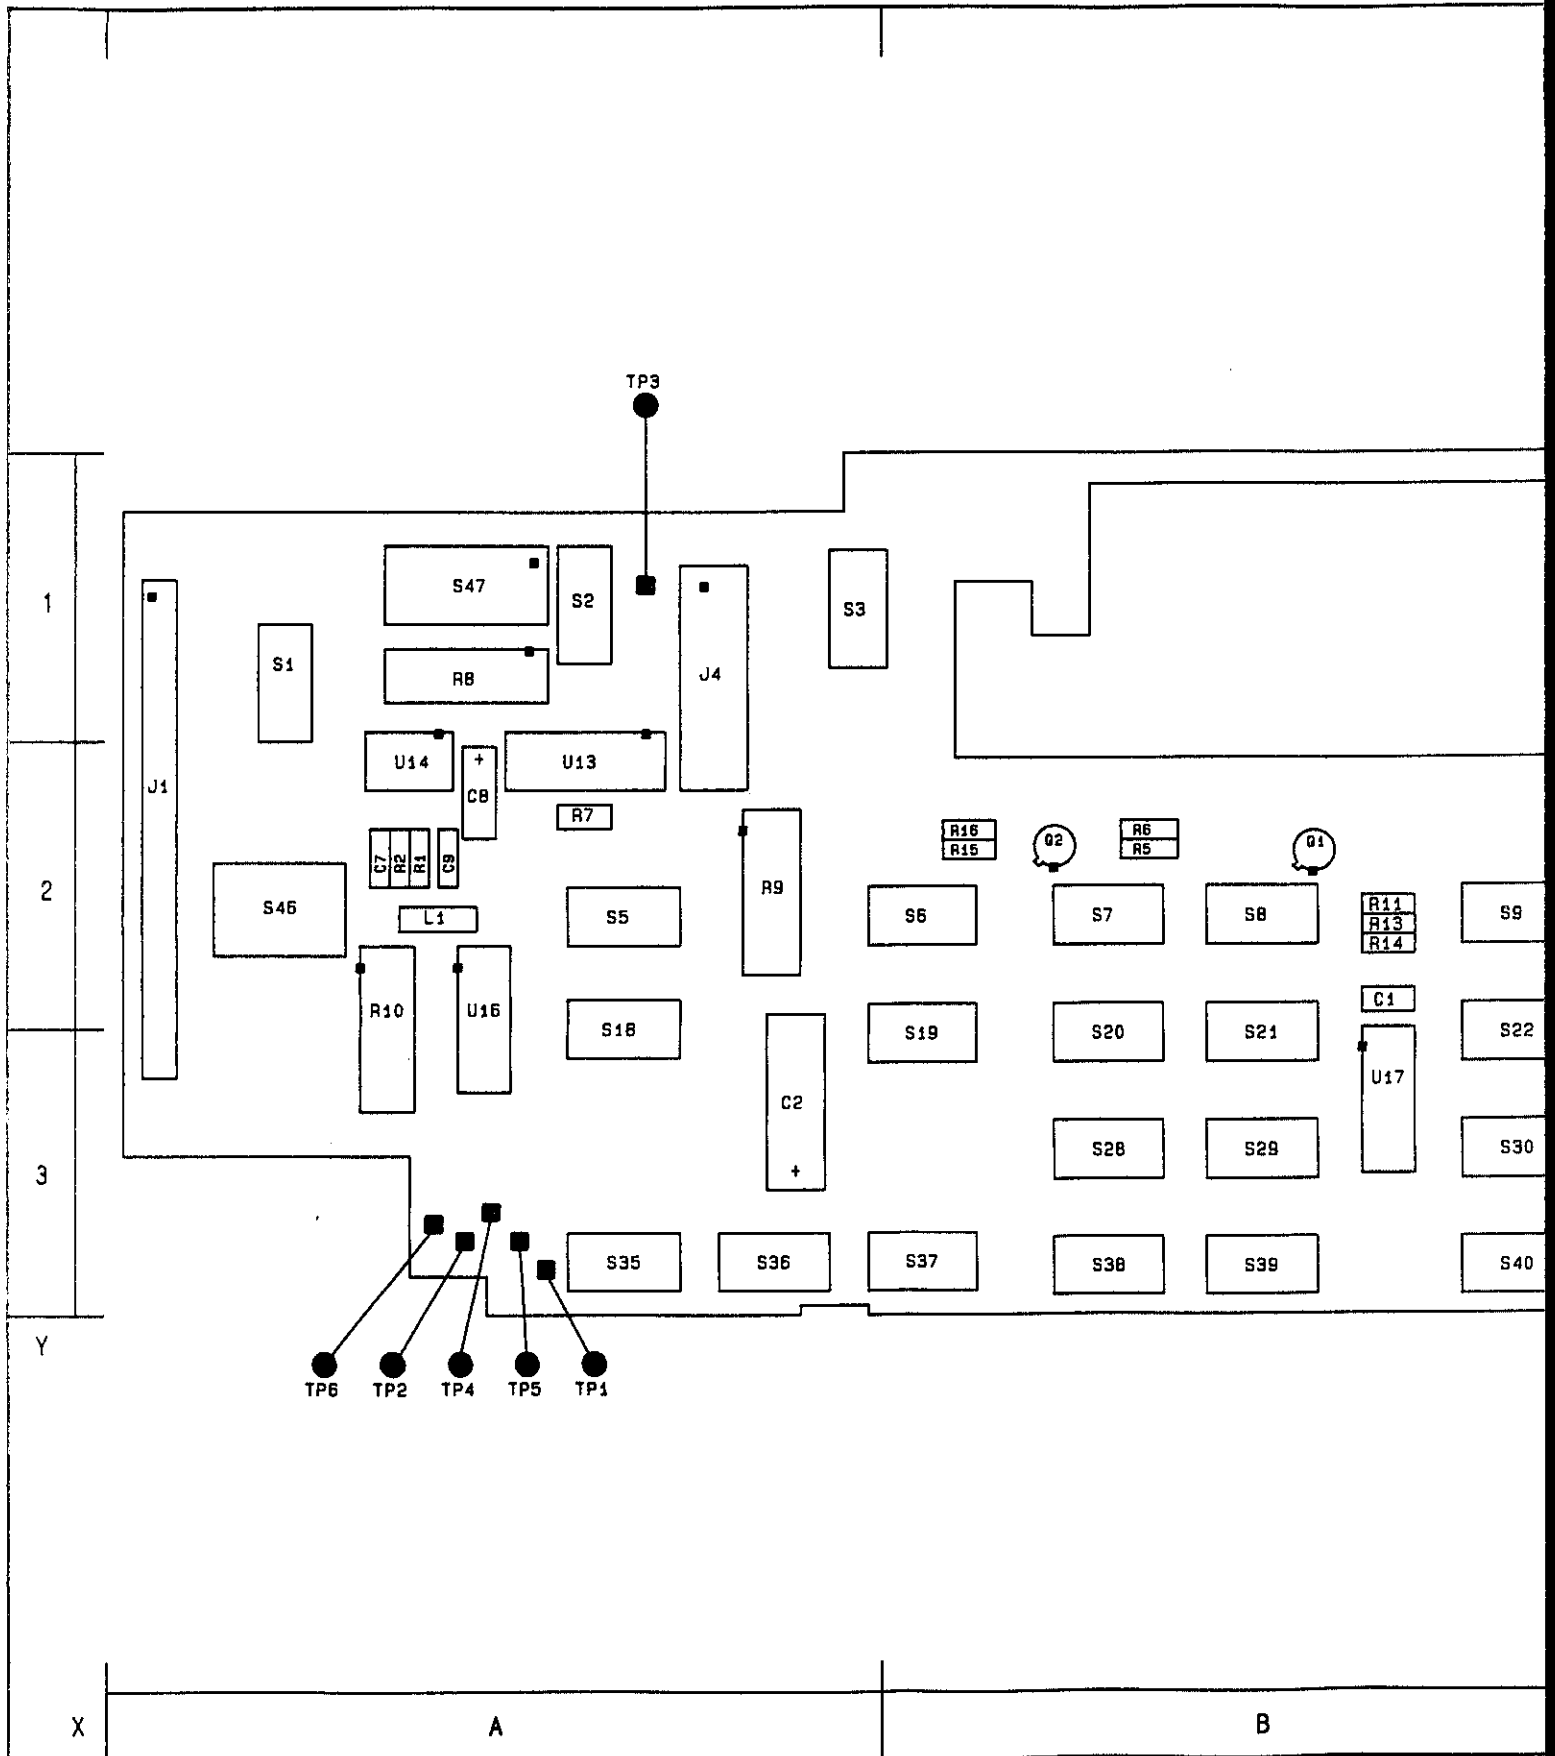 TP3
1
S47
S2
S3
S1
R8
J4
U14
+
C8
U13
J1
R7
R16
R15
Q2
R6
R5
Q1
C7
R2
R1
C9
2
S46
L1
S5
R9
S6
S7
S8
R11
R13
R14
S9
R10
U16
S18
C1
S19
S20
S21
S22
U17
C2
+
3
S28
S29
S30
S35
S36
S37
S38
S39
S40
Y
TP6
TP2
TP4
TP5
TP1
X
A
B